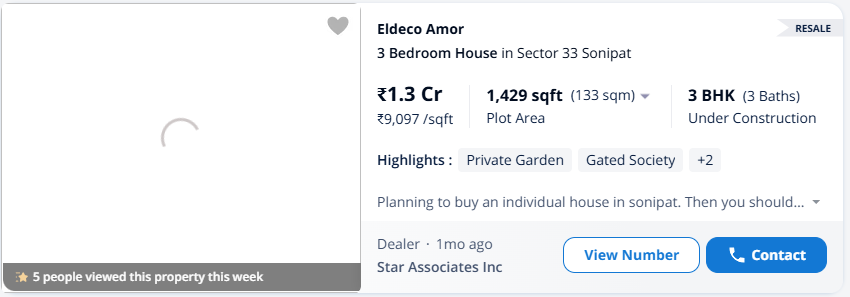 Eldeco Amor
RESALE
3 Bedroom House in Sector 33 Sonipat
₹1.3 Cr
₹9,097 /sqft
1,429 sqft (133 sqm)
Plot Area
3 BHK (3 Baths)
Under Construction
Highlights : Private Garden Gated Society +2
Planning to buy an individual house in sonipat. Then you should...
5 people viewed this property this week
Dealer · 1mo ago
Star Associates Inc
View Number
Contact